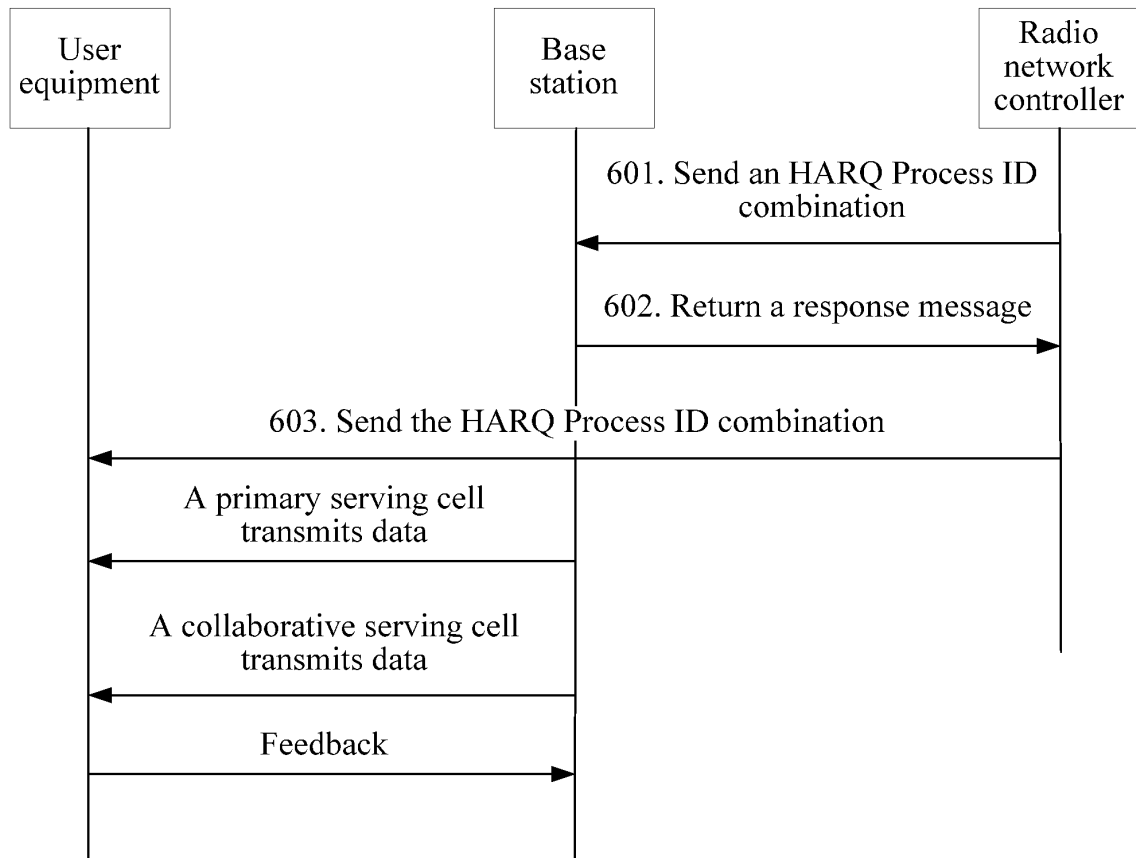 User
equipment
Base
station
Radio
network
controller
601. Send an HARQ Process ID
combination
602. Return a response message
603. Send the HARQ Process ID combination
A primary serving cell
transmits data
A collaborative serving cell
transmits data
Feedback